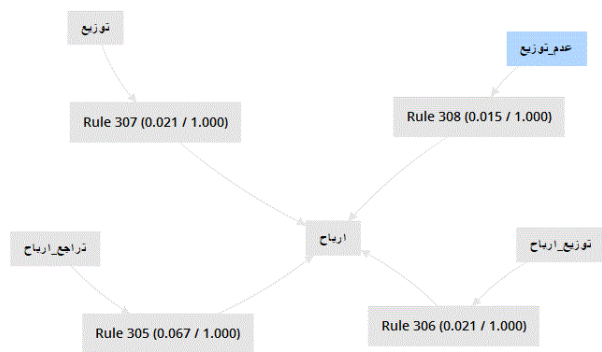 توزيع
عدم_توزيع
Rule 307 (0.021 / 1.000)
Rule 308 (0.015 / 1.000)
ارباح
تراجع_ارباح
توزيع_ارباح
Rule 305 (0.067 / 1.000)
Rule 306 (0.021 / 1.000)